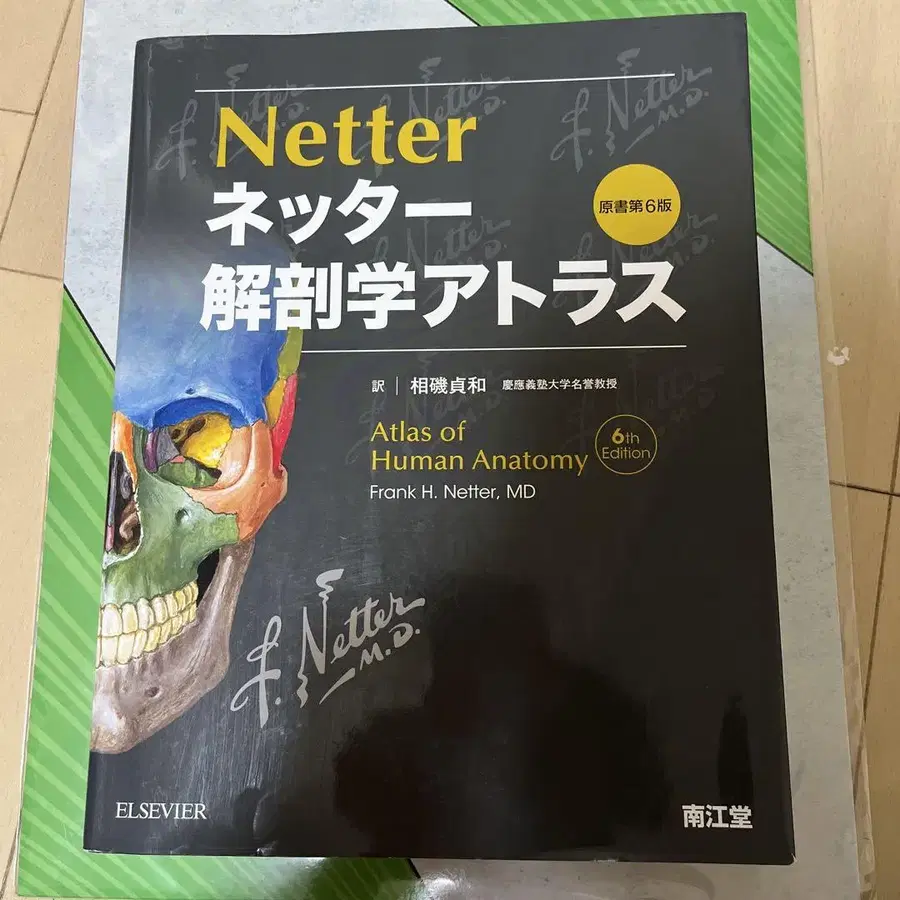 Netter
ネッター
原書第6版
解剖学アトラス
訳｜相磯貞和 慶應義塾大学名誉教授
Atlas of
Human Anatomy
6th
Edition
Frank H. Netter, MD
F. Netter
M.D.
ELSEVIER
南江堂